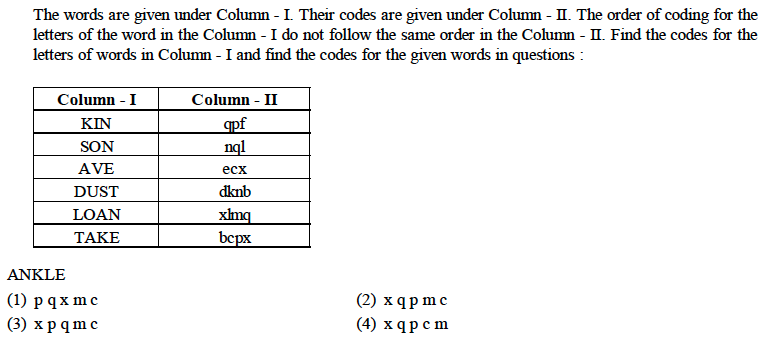 The words are given under Column - I. Their codes are given under Column - II. The order of coding for the
letters of the word in the Column - I do not follow the same order in the Column - II. Find the codes for the
letters of words in Column - I and find the codes for the given words in questions :
Column - I Column - II
KIN qpf
SON nql
AVE ecx
DUST dknb
LOAN xlmq
TAKE bcpx
ANKLE
(1) p q x m c (2) x q p m c
(3) x p q m c (4) x q p c m